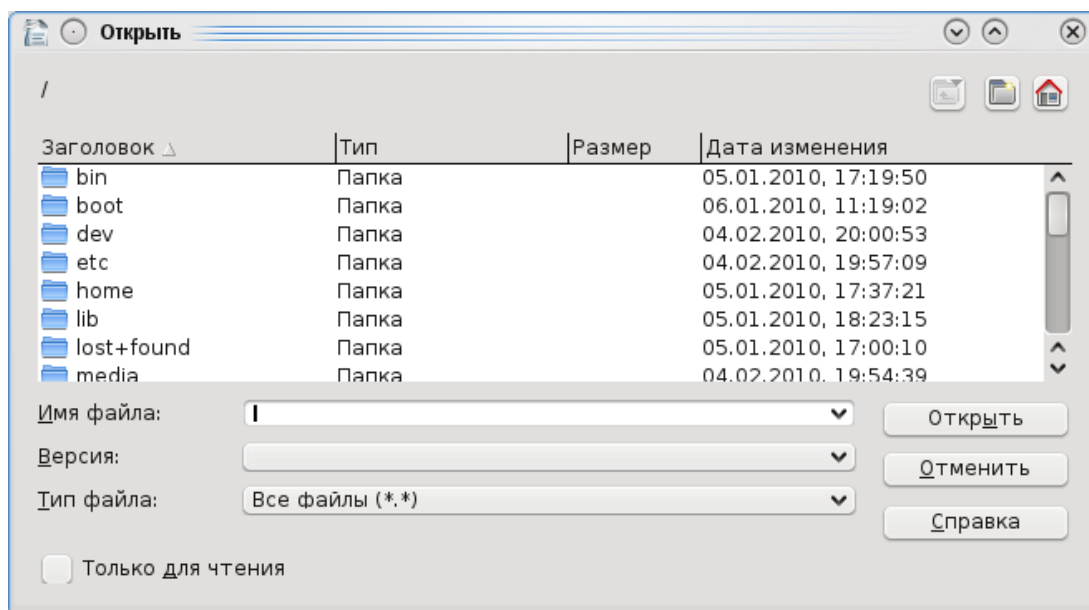 Открыть
/
Заголовок Тип Размер Дата изменения
bin Папка 05.01.2010, 17:19:50
boot Папка 06.01.2010, 11:19:02
dev Папка 04.02.2010, 20:00:53
etc Папка 04.02.2010, 19:57:09
home Папка 05.01.2010, 17:37:21
lib Папка 05.01.2010, 18:23:15
lost+found Папка 05.01.2010, 17:00:10
media Папка 04.02.2010, 19:54:39
Имя файла: Открыть
Версия: Отменить
Тип файла: Все файлы (*.*)
Справка
Только для чтения